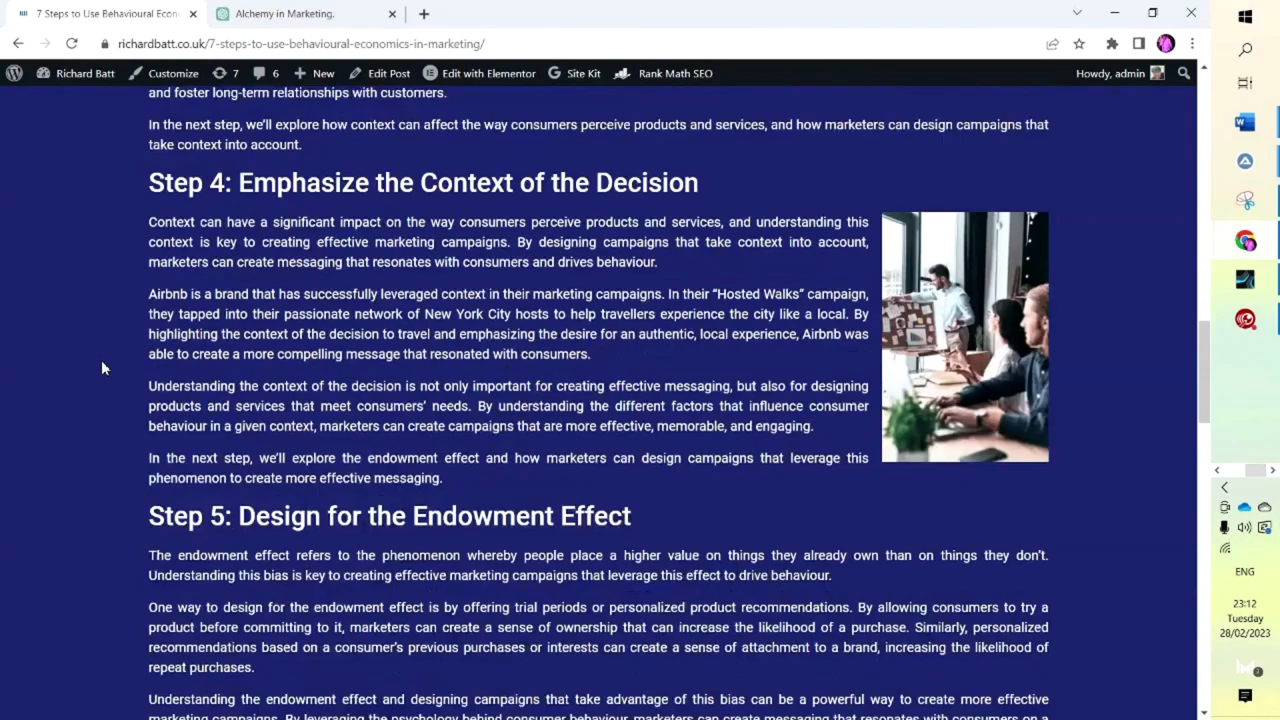 7 Steps to Use Behavioural Econ
Alchemy in Marketing.
richardbatt.co.uk/7-steps-to-use-behavioural-economics-in-marketing/
Richard Batt Customize 7 6 New Edit Post Edit with Elementor Site Kit Rank Math SEO Howdy, admin
and foster long-term relationships with customers.
In the next step, we’ll explore how context can affect the way consumers perceive products and services, and how marketers can design campaigns that
take context into account.
Step 4: Emphasize the Context of the Decision
Context can have a significant impact on the way consumers perceive products and services, and understanding this
context is key to creating effective marketing campaigns. By designing campaigns that take context into account,
marketers can create messaging that resonates with consumers and drives behaviour.
Airbnb is a brand that has successfully leveraged context in their marketing campaigns. In their “Hosted Walks” campaign,
they tapped into their passionate network of New York City hosts to help travellers experience the city like a local. By
highlighting the context of the decision to travel and emphasizing the desire for an authentic, local experience, Airbnb was
able to create a more compelling message that resonated with consumers.
Understanding the context of the decision is not only important for creating effective messaging, but also for designing
products and services that meet consumers’ needs. By understanding the different factors that influence consumer
behaviour in a given context, marketers can create campaigns that are more effective, memorable, and engaging.
In the next step, we’ll explore the endowment effect and how marketers can design campaigns that leverage this
phenomenon to create more effective messaging.
Step 5: Design for the Endowment Effect
The endowment effect refers to the phenomenon whereby people place a higher value on things they already own than on things they don’t.
Understanding this bias is key to creating effective marketing campaigns that leverage this effect to drive behaviour.
One way to design for the endowment effect is by offering trial periods or personalized product recommendations. By allowing consumers to try a
product before committing to it, marketers can create a sense of ownership that can increase the likelihood of a purchase. Similarly, personalized
recommendations based on a consumer’s previous purchases or interests can create a sense of attachment to a brand, increasing the likelihood of
repeat purchases.
Understanding the endowment effect and designing campaigns that take advantage of this bias can be a powerful way to create more effective
marketing campaigns. By leveraging the psychology behind consumer behaviour, marketers can create messaging that resonates with consumers on a
ENG
23:12
Tuesday
28/02/2023